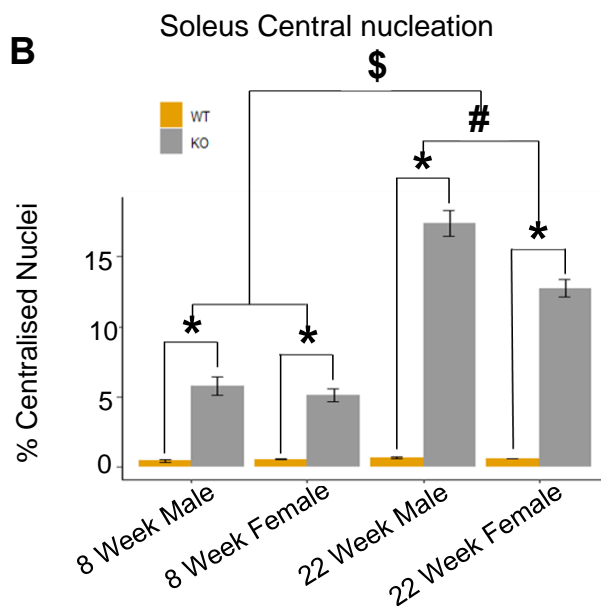 B
Soleus Central nucleation
$
#
WT
KO
*
*
*
*
% Centralised Nuclei
15
10
5
0
8 Week Male
8 Week Female
22 Week Male
22 Week Female